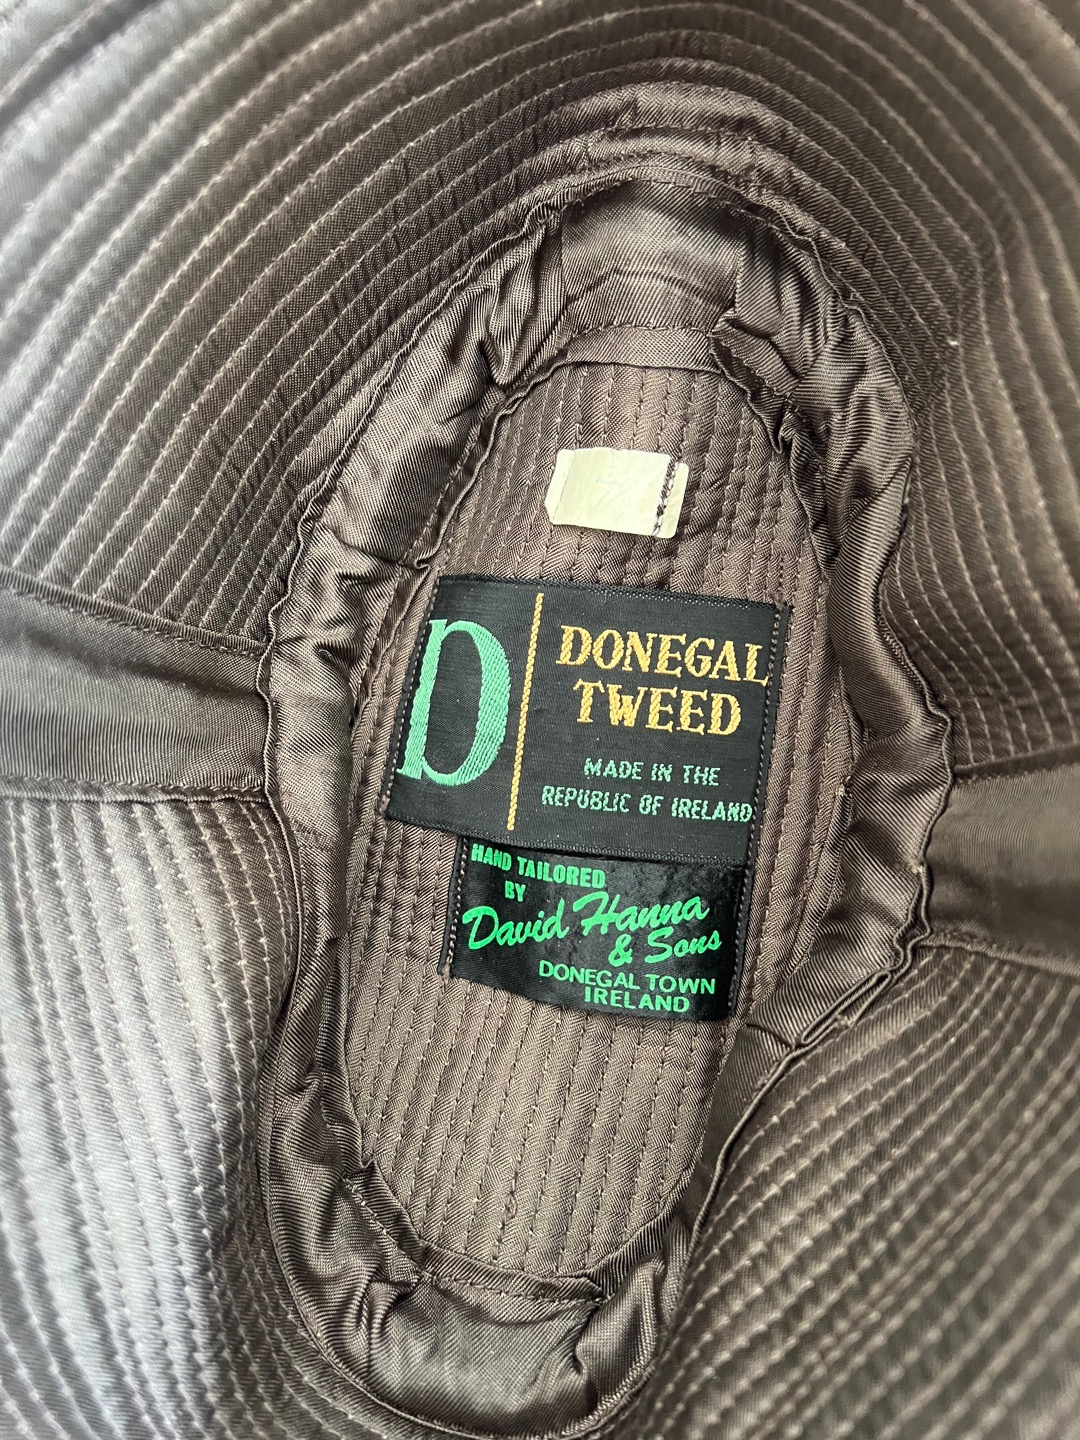 D
DONEGAL
TWEED
MADE IN THE
REPUBLIC OF IRELAND
HAND TAILORED
BY
David Hanna
& Sons
DONEGAL TOWN
IRELAND